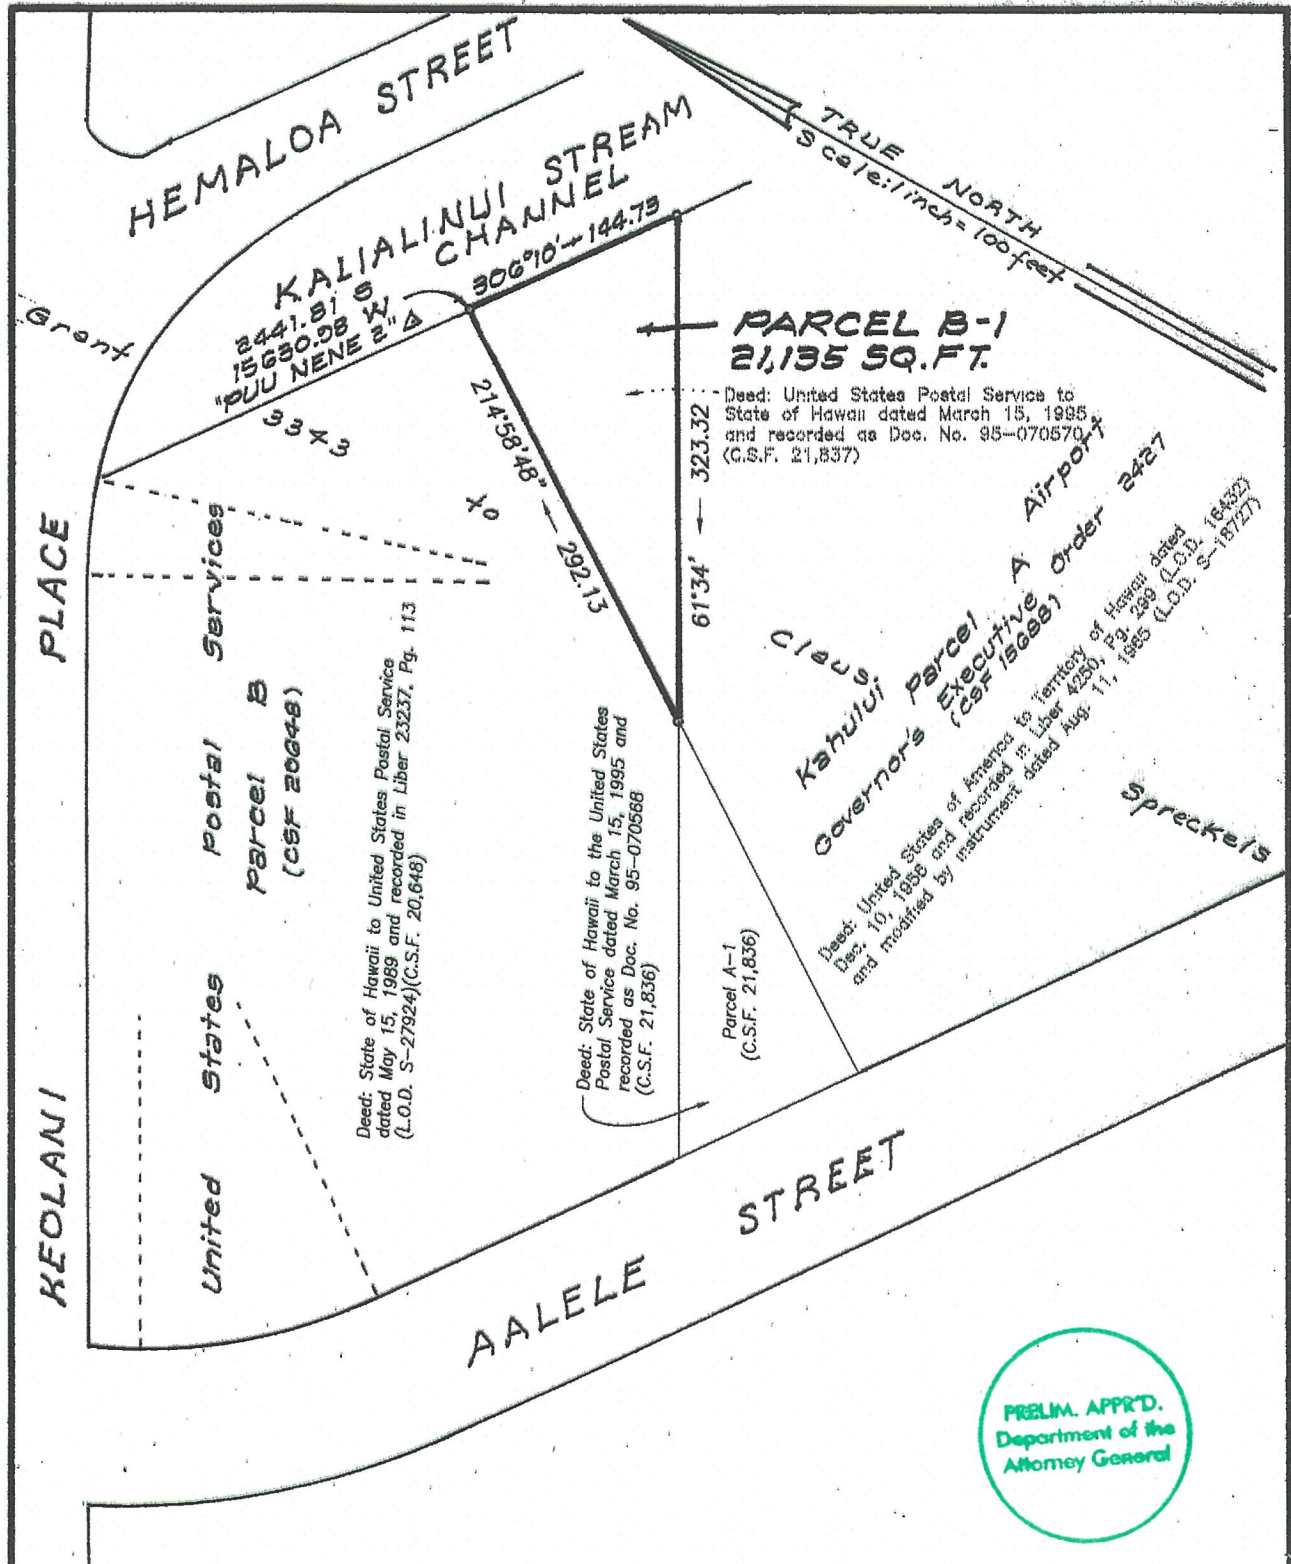 HEMALOA STREET
TRUE NORTH
Scale: 1 inch = 100 feet
KALIALINUI STREAM
CHANNEL
306°10' 144.73
2441.81 S
15630.98 W
"PUU NENE 2" △
Grant
3343
to
214°58'48"
292.13
PARCEL B-1
21,135 SQ.FT.
Deed: United States Postal Service to
State of Hawaii dated March 15, 1995
and recorded as Doc. No. 95-070570
(C.S.F. 21,837)
61°34' 323.32
Claus
Spreckels
Kahului Airport
Parcel A
Governor's Executive Order 2427
(CSF 15688)
Deed: United States of America to Territory of Hawaii dated
Dec. 10, 1956 and recorded in Liber 4250, Pg. 299 (L.O.D. 16432)
and modified by instrument dated Aug. 11, 1965 (L.O.D. S-18727)
KEOLANI PLACE
United States Postal Services
Parcel B
(CSF 20648)
Deed: State of Hawaii to United States Postal Service
dated May 15, 1989 and recorded in Liber 23237, Pg. 113
(L.O.D. S-27924)(C.S.F. 20,648)
Deed: State of Hawaii to the United States
Postal Service dated March 15, 1995 and
recorded as Doc. No. 95-070568
(C.S.F. 21,836)
Parcel A-1
(C.S.F. 21,836)
AALELE STREET
PRELIM. APPR'D.
Department of the
Attorney General